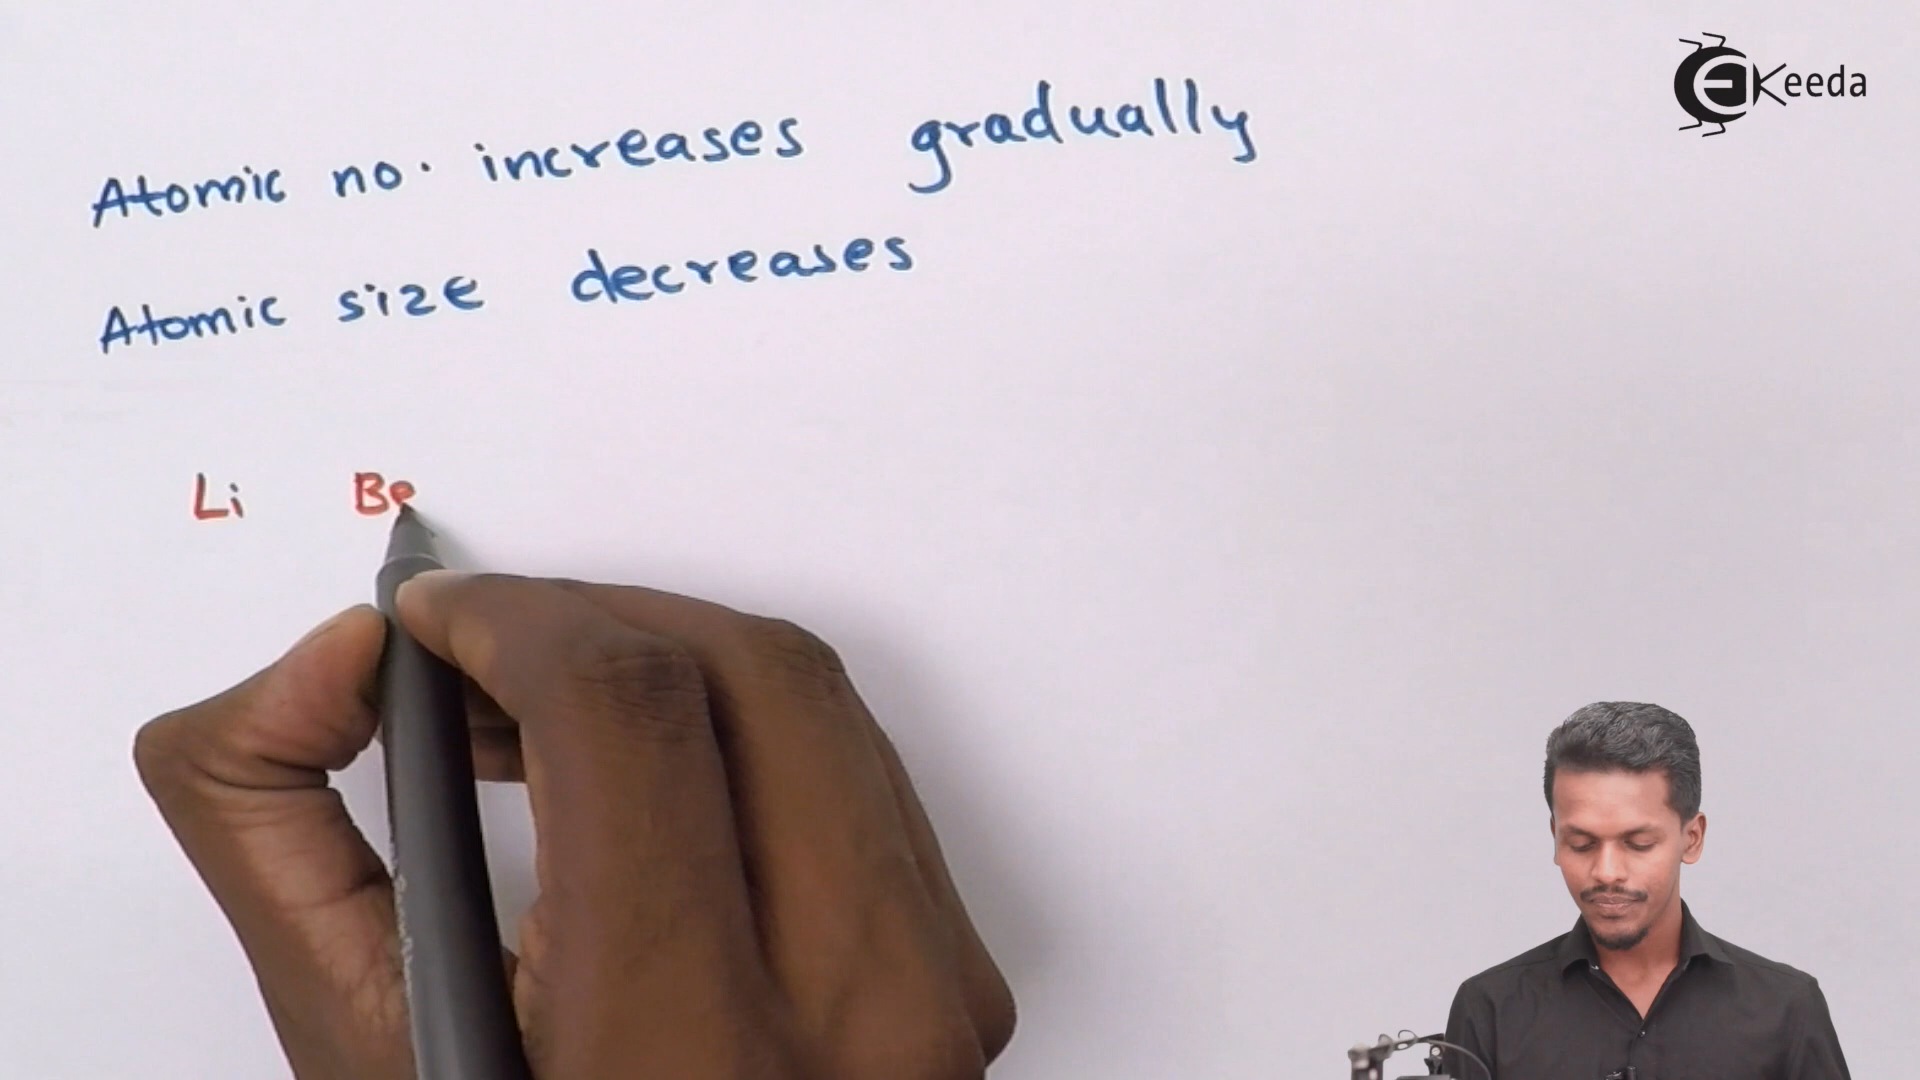 EKeeda
Atomic no. increases gradually
Atomic size decreases
Li Be